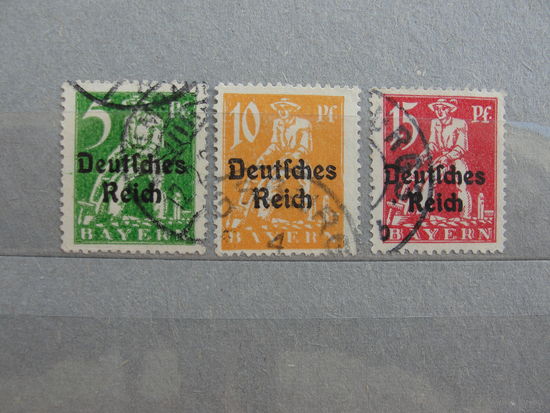 5 Pf.
Deutſches
Reich
BAYERN
10 Pf.
Deutſches
Reich
BAYERN
15 Pf.
Deutſches
Reich
BAYERN